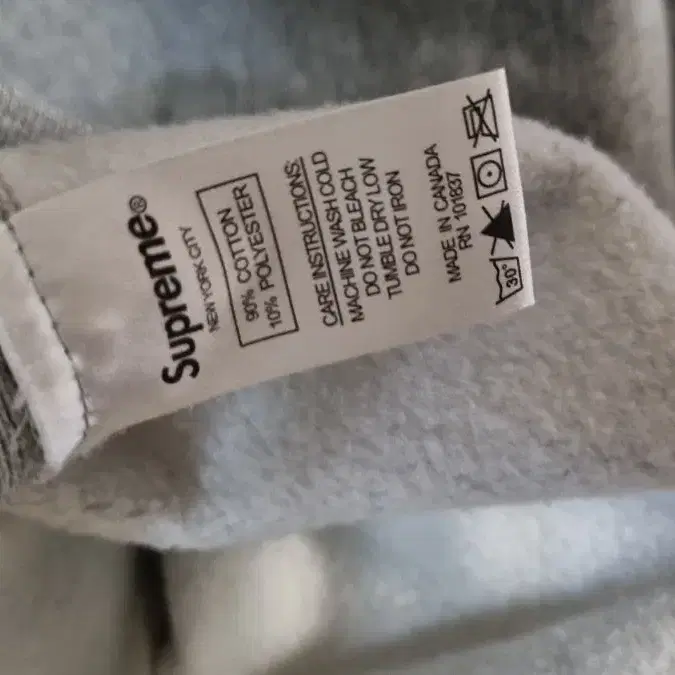 Supreme®
NEW YORK CITY
90% COTTON
10% POLYESTER
CARE INSTRUCTIONS:
MACHINE WASH COLD
DO NOT BLEACH
TUMBLE DRY LOW
DO NOT IRON
MADE IN CANADA
RN 101837
30°